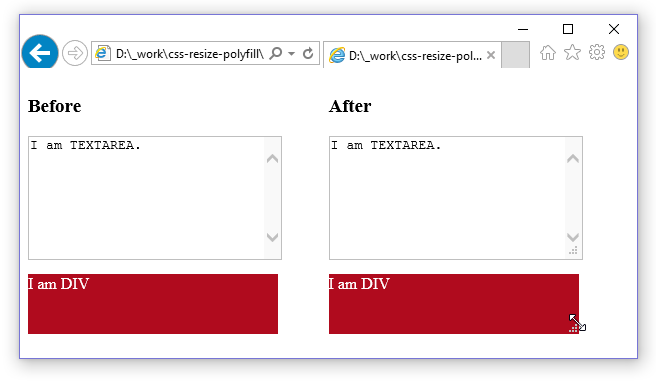 D:\_work\css-resize-polyfill\
D:\_work\css-resize-pol...
Before
After
I am TEXTAREA.
I am TEXTAREA.
I am DIV
I am DIV